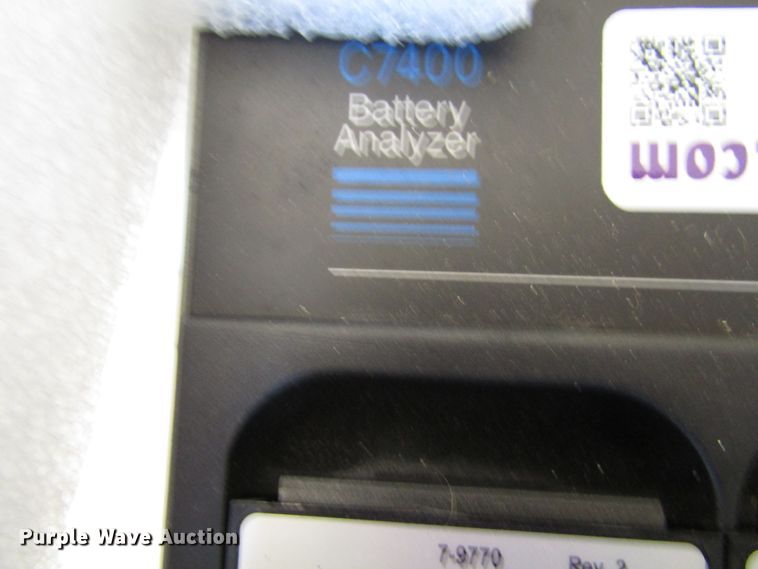 C7400
Battery
Analyzer
.com
7-9770 Rev. 2
Purple Wave Auction